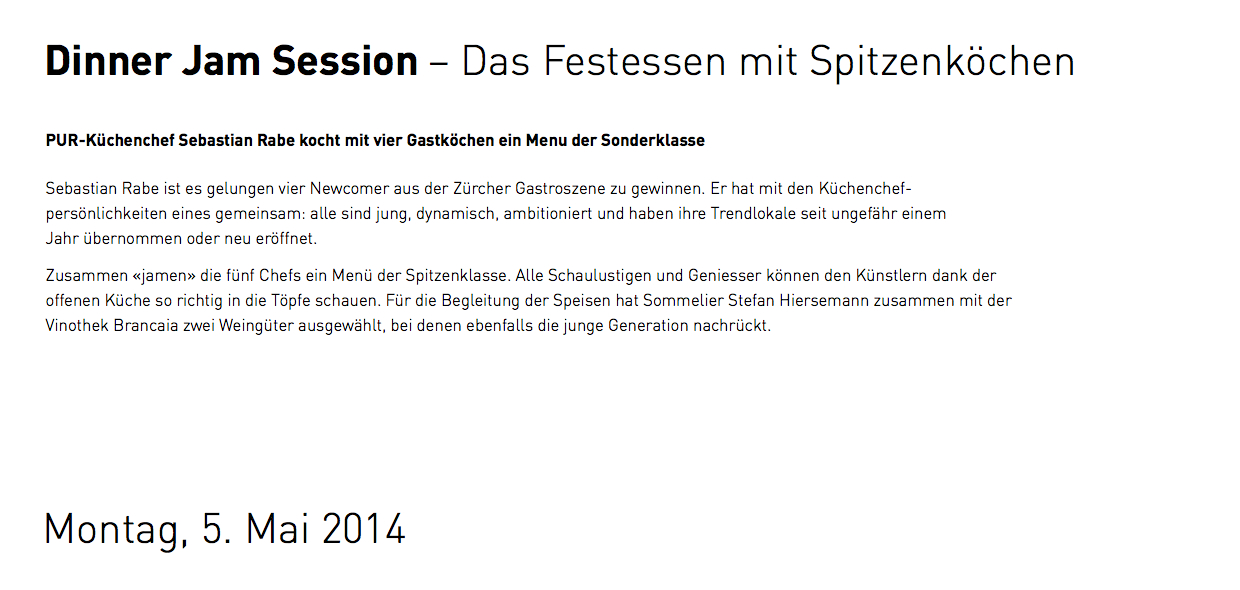 Dinner Jam Session – Das Festessen mit Spitzenköchen
PUR-Küchenchef Sebastian Rabe kocht mit vier Gastköchen ein Menu der Sonderklasse
Sebastian Rabe ist es gelungen vier Newcomer aus der Zürcher Gastroszene zu gewinnen. Er hat mit den Küchenchef-
persönlichkeiten eines gemeinsam: alle sind jung, dynamisch, ambitioniert und haben ihre Trendlokale seit ungefähr einem
Jahr übernommen oder neu eröffnet.
Zusammen «jamen» die fünf Chefs ein Menü der Spitzenklasse. Alle Schaulustigen und Geniesser können den Künstlern dank der
offenen Küche so richtig in die Töpfe schauen. Für die Begleitung der Speisen hat Sommelier Stefan Hiersemann zusammen mit der
Vinothek Brancaia zwei Weingüter ausgewählt, bei denen ebenfalls die junge Generation nachrückt.
Montag, 5. Mai 2014